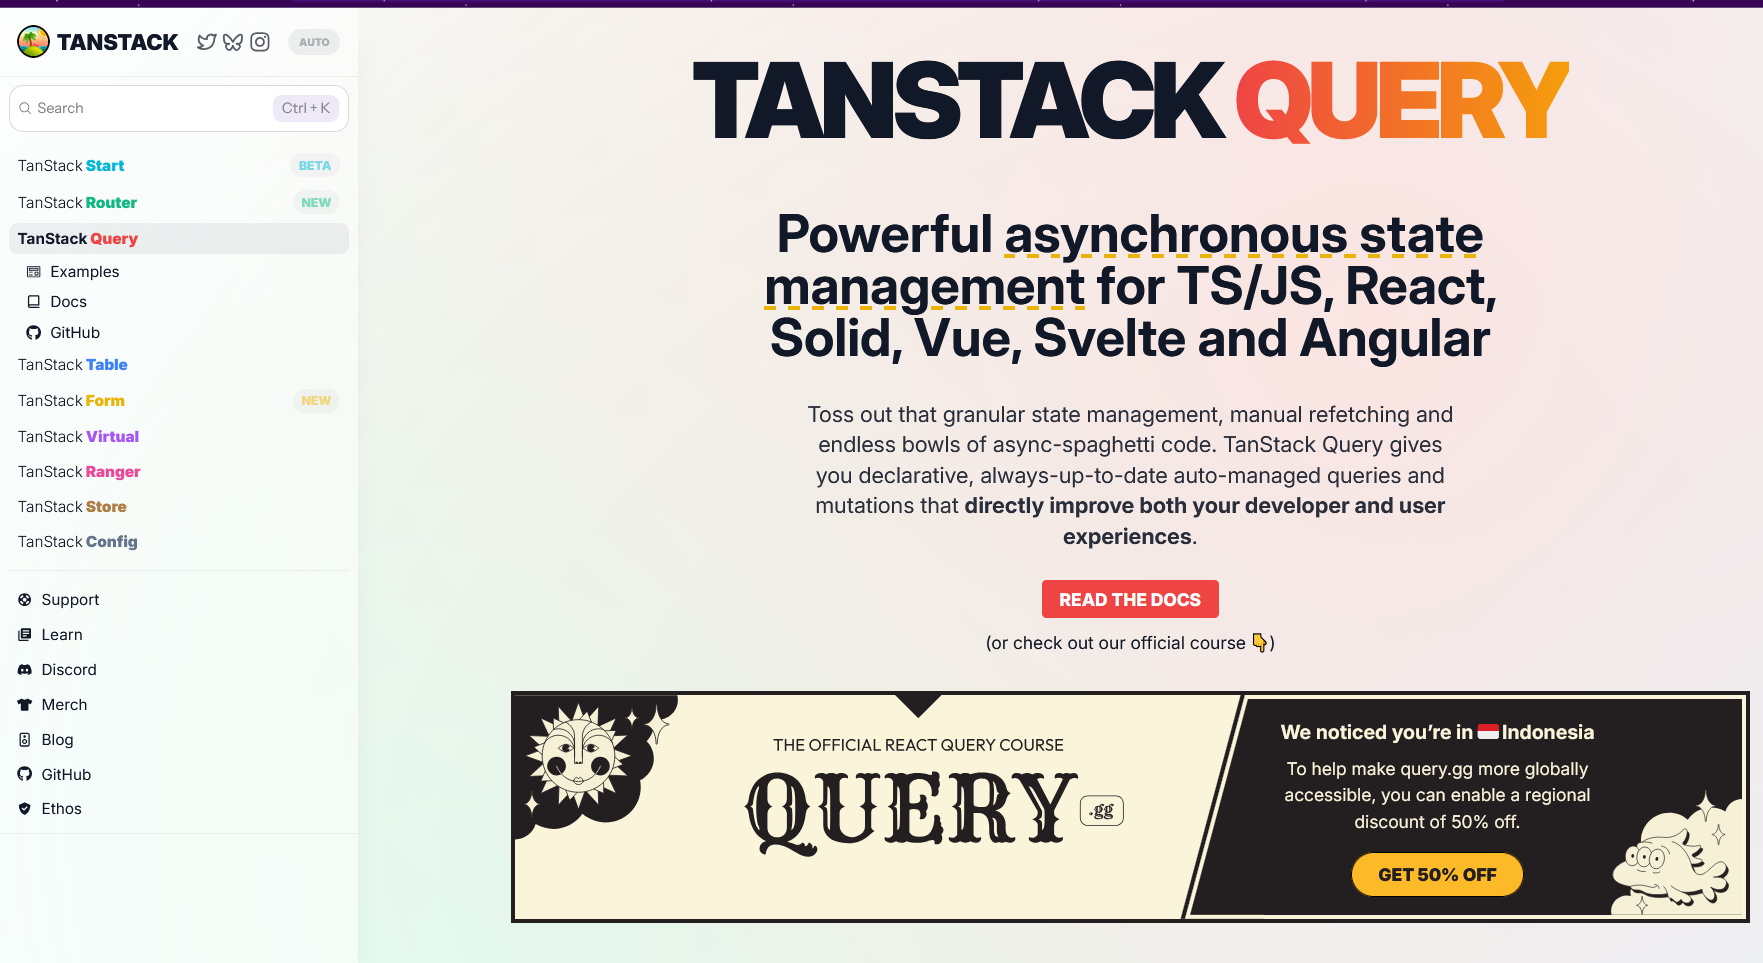 TANSTACK
AUTO
Search
Ctrl + K
TanStack Start
BETA
TanStack Router
NEW
TanStack Query
Examples
Docs
GitHub
TanStack Table
TanStack Form
NEW
TanStack Virtual
TanStack Ranger
TanStack Store
TanStack Config
Support
Learn
Discord
Merch
Blog
GitHub
Ethos
TANSTACK QUERY
Powerful asynchronous state
management for TS/JS, React,
Solid, Vue, Svelte and Angular
Toss out that granular state management, manual refetching and
endless bowls of async-spaghetti code. TanStack Query gives
you declarative, always-up-to-date auto-managed queries and
mutations that directly improve both your developer and user
experiences.
READ THE DOCS
(or check out our official course 👇)
THE OFFICIAL REACT QUERY COURSE
QUERY
.gg
We noticed you’re in 🇮🇩 Indonesia
To help make query.gg more globally
accessible, you can enable a regional
discount of 50% off.
GET 50% OFF